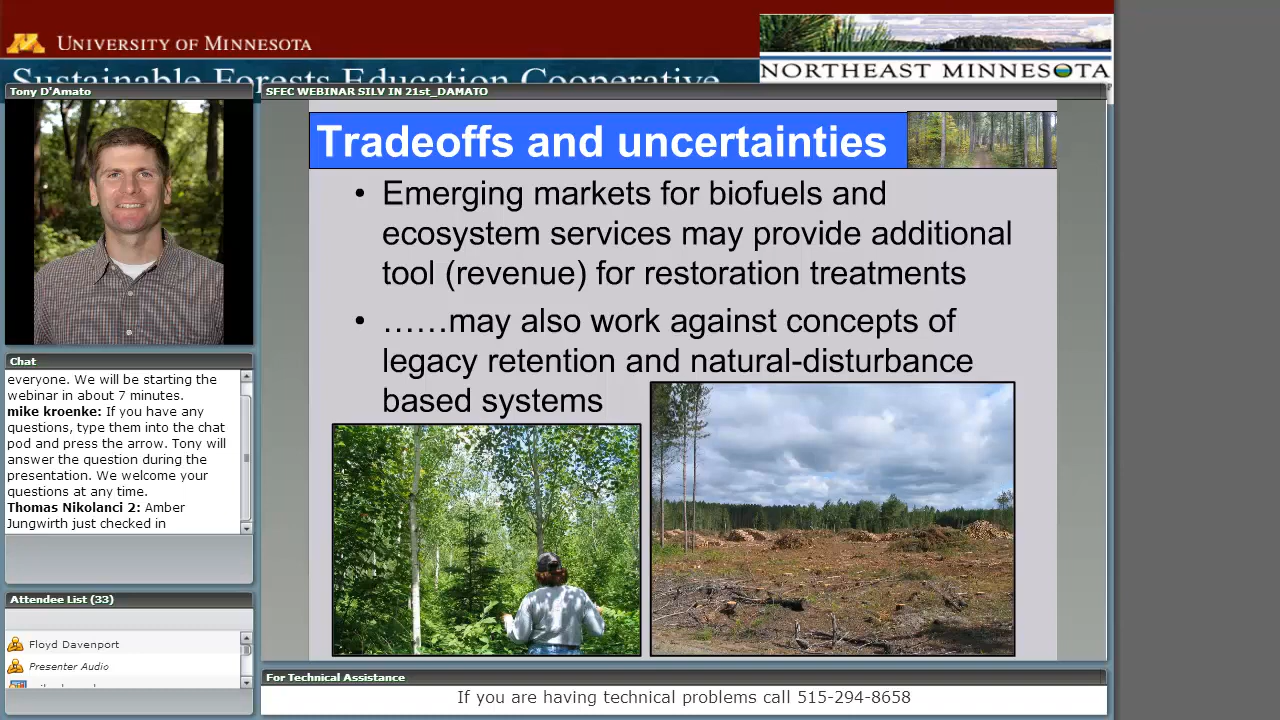 UNIVERSITY OF MINNESOTA
Sustainable Forests Education Cooperative
NORTHEAST MINNESOTA
Tony D'Amato
SFEC WEBINAR SILV IN 21st_DAMATO
Tradeoffs and uncertainties
• Emerging markets for biofuels and
ecosystem services may provide additional
tool (revenue) for restoration treatments
• ……may also work against concepts of
legacy retention and natural-disturbance
based systems
Chat
everyone. We will be starting the
webinar in about 7 minutes.
mike kroenke: If you have any
questions, type them into the chat
pod and press the arrow. Tony will
answer the question during the
presentation. We welcome your
questions at any time.
Thomas Nikolanci 2: Amber
Jungwirth just checked in
Attendee List (33)
Floyd Davenport
Presenter Audio
For Technical Assistance
If you are having technical problems call 515-294-8658